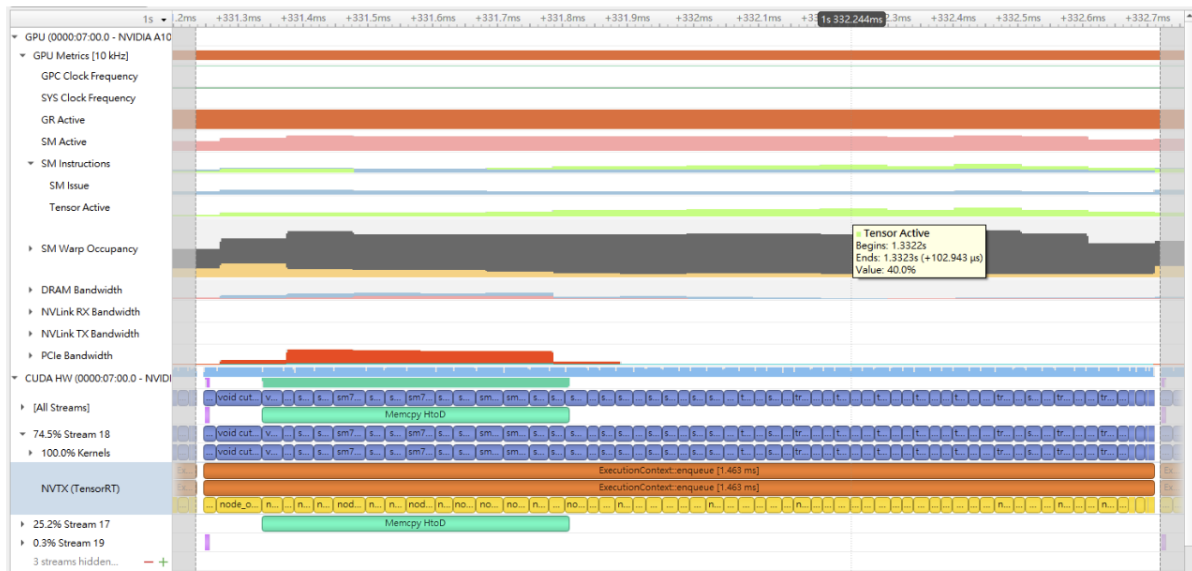 1s .2ms +331.3ms +331.4ms +331.5ms +331.6ms +331.7ms +331.8ms +331.9ms +332ms +332.1ms 1s 332.244ms 2.3ms +332.4ms +332.5ms +332.6ms +332.7ms
GPU (0000:07:00.0 - NVIDIA A10
GPU Metrics [10 kHz]
GPC Clock Frequency
SYS Clock Frequency
GR Active
SM Active
SM Instructions
SM Issue
Tensor Active
SM Warp Occupancy
Tensor Active
Begins: 1.3322s
Ends: 1.3323s (+102.943 μs)
Value: 40.0%
DRAM Bandwidth
NVLink RX Bandwidth
NVLink TX Bandwidth
PCIe Bandwidth
CUDA HW (0000:07:00.0 - NVIDI
[All Streams] void cut...
Memcpy HtoD
74.5% Stream 18 void cut...
100.0% Kernels void cut...
NVTX (TensorRT)
ExecutionContext::enqueue [1.463 ms]
ExecutionContext::enqueue [1.463 ms]
node_o...
25.2% Stream 17 Memcpy HtoD
0.3% Stream 19
3 streams hidden... − +